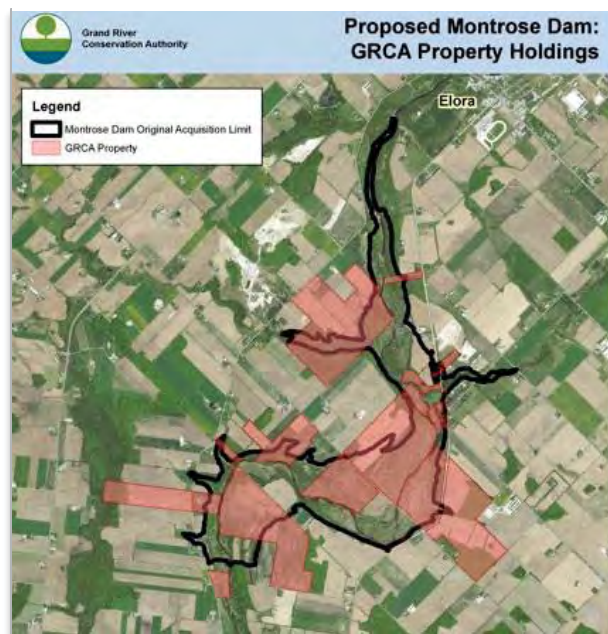 Grand River
Conservation Authority
Proposed Montrose Dam:
GRCA Property Holdings
Legend
Montrose Dam Original Acquisition Limit
GRCA Property
Elora